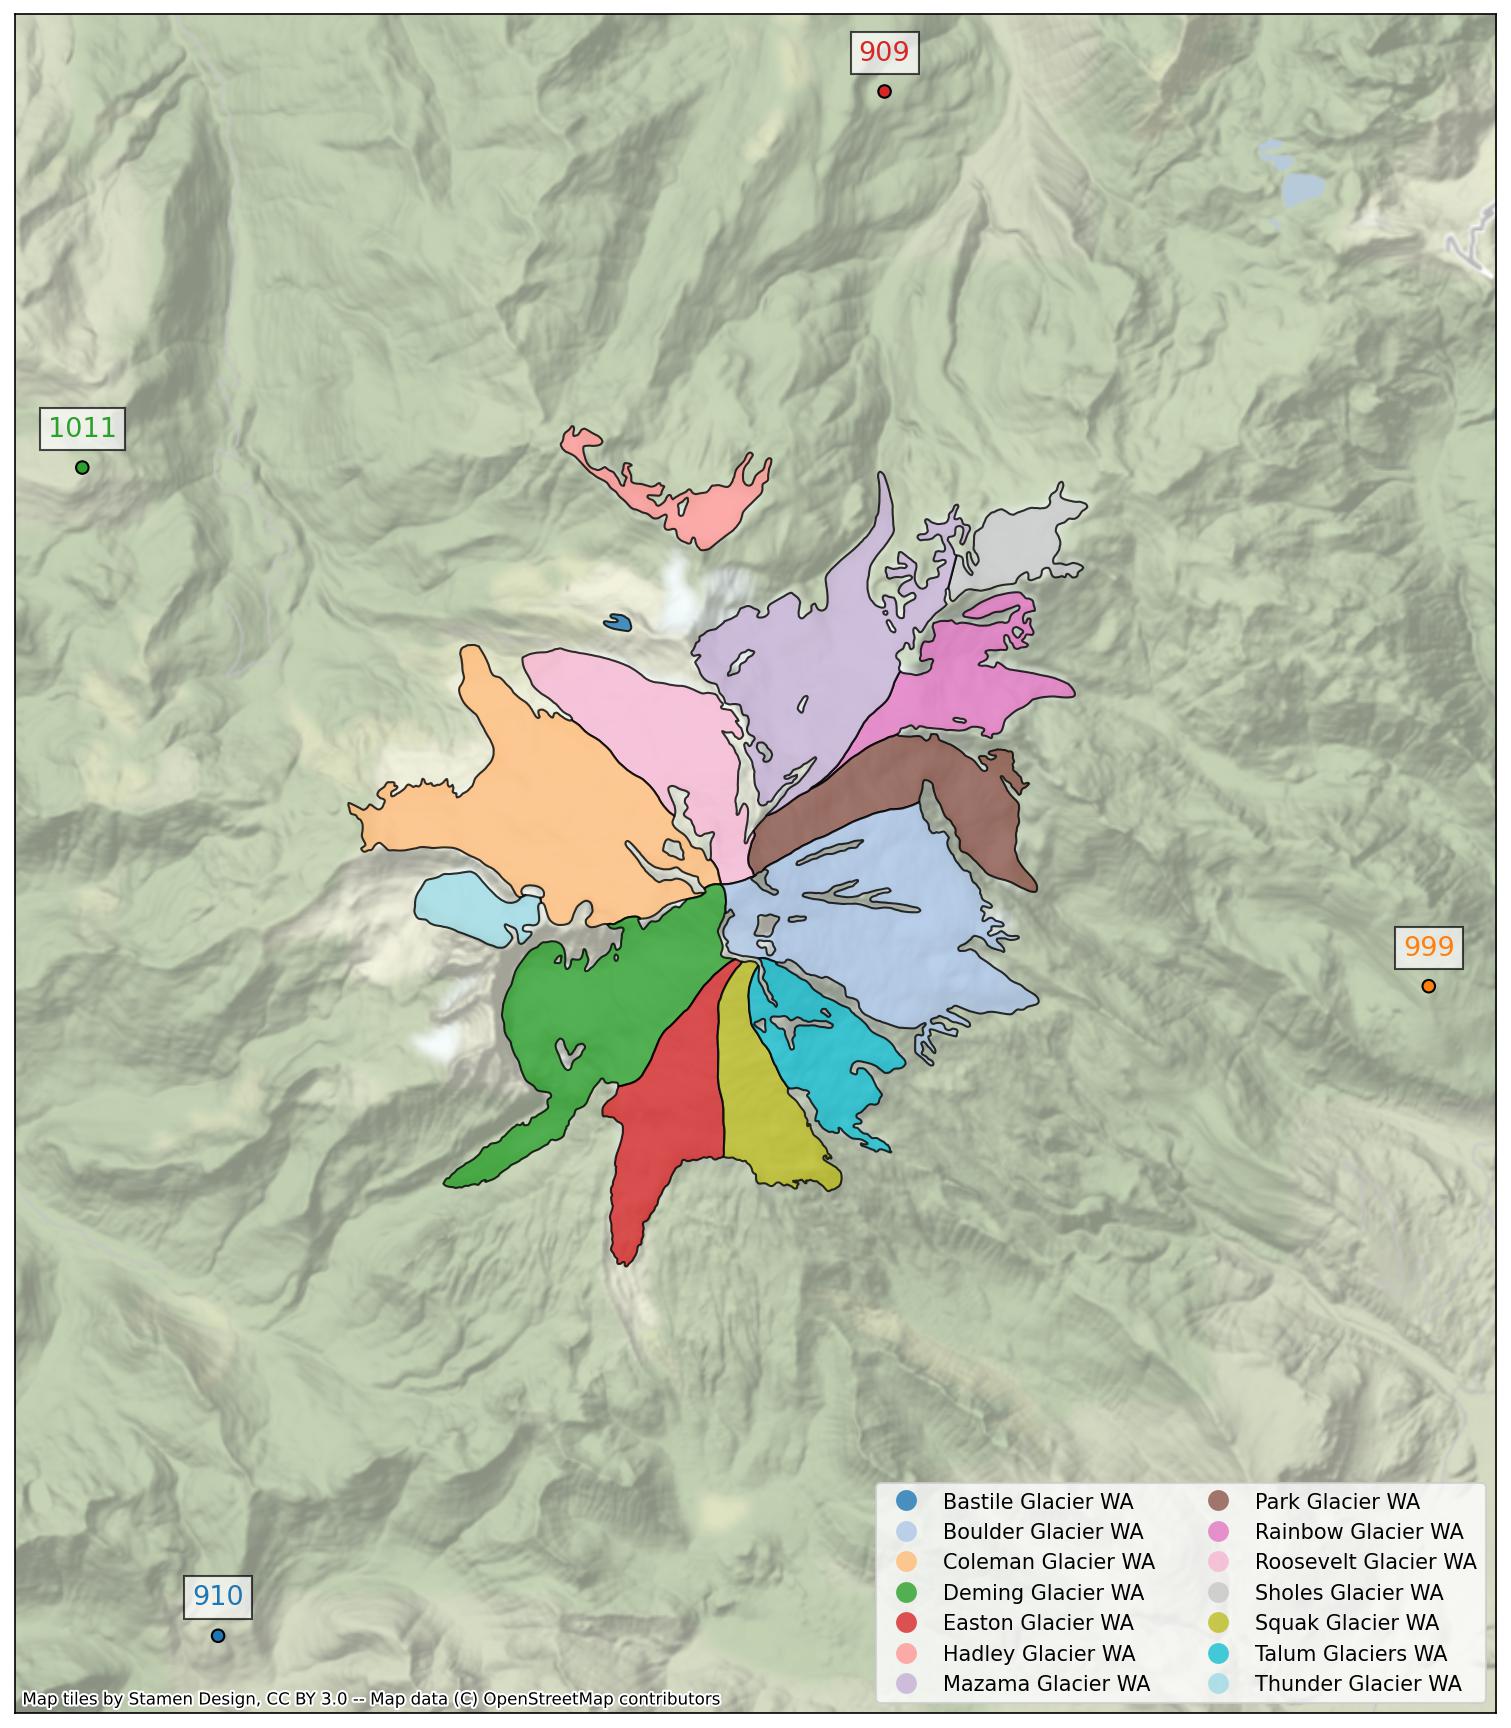 909
1011
999
910
Bastile Glacier WA
Boulder Glacier WA
Coleman Glacier WA
Deming Glacier WA
Easton Glacier WA
Hadley Glacier WA
Mazama Glacier WA
Park Glacier WA
Rainbow Glacier WA
Roosevelt Glacier WA
Sholes Glacier WA
Squak Glacier WA
Talum Glaciers WA
Thunder Glacier WA
Map tiles by Stamen Design, CC BY 3.0 -- Map data (C) OpenStreetMap contributors